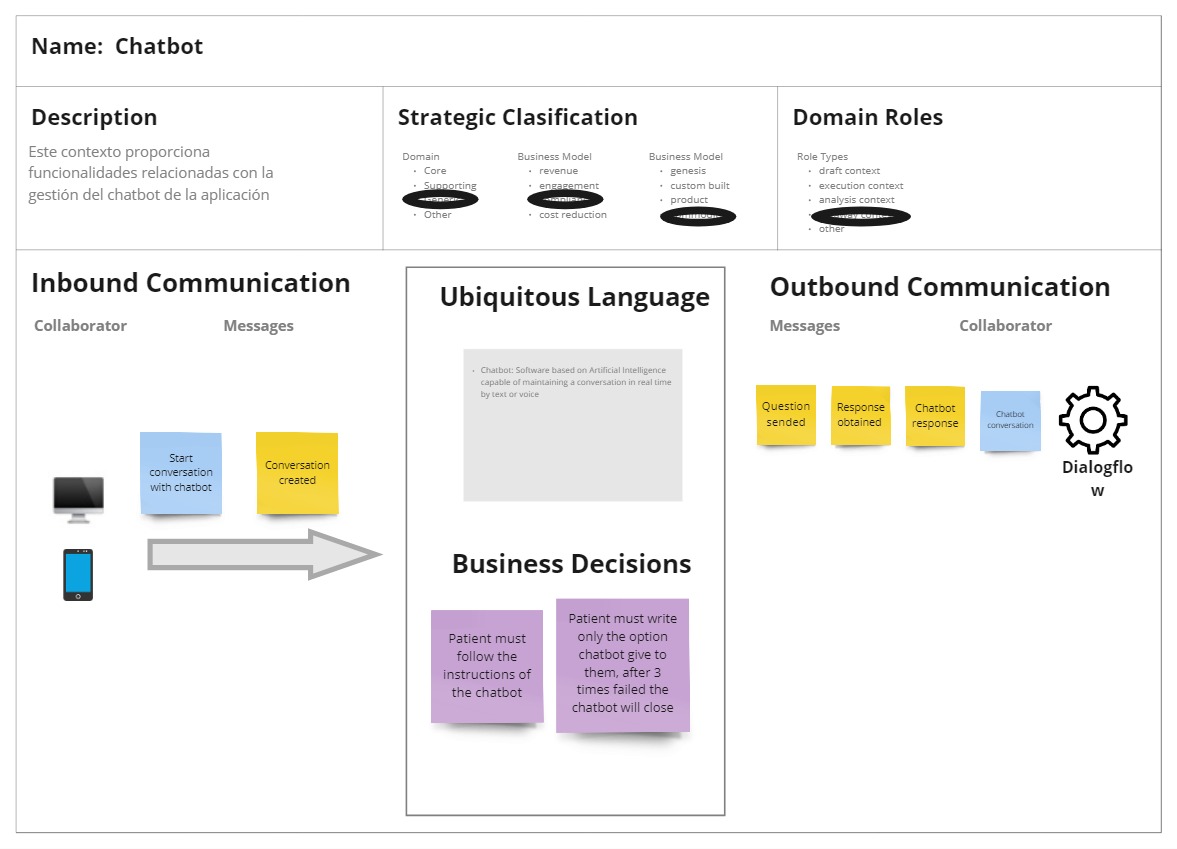 Name: Chatbot
Description
Este contexto proporciona
funcionalidades relacionadas con la
gestión del chatbot de la aplicación
Strategic Clasification
Domain
Core
Supporting
Other
Business Model
revenue
engagement
cost reduction
Business Model
genesis
custom built
product
Domain Roles
Role Types
draft context
execution context
analysis context
other
Inbound Communication
Collaborator
Messages
Start
conversation
with chatbot
Conversation
created
Ubiquitous Language
Chatbot: Software based on Artificial Intelligence
capable of maintaining a conversation in real time
by text or voice
Business Decisions
Patient must
follow the
instructions of
the chatbot
Patient must write
only the option
chatbot give to
them, after 3
times failed the
chatbot will close
Outbound Communication
Messages
Collaborator
Question
sended
Response
obtained
Chatbot
response
Chatbot
conversation
Dialogflo
w